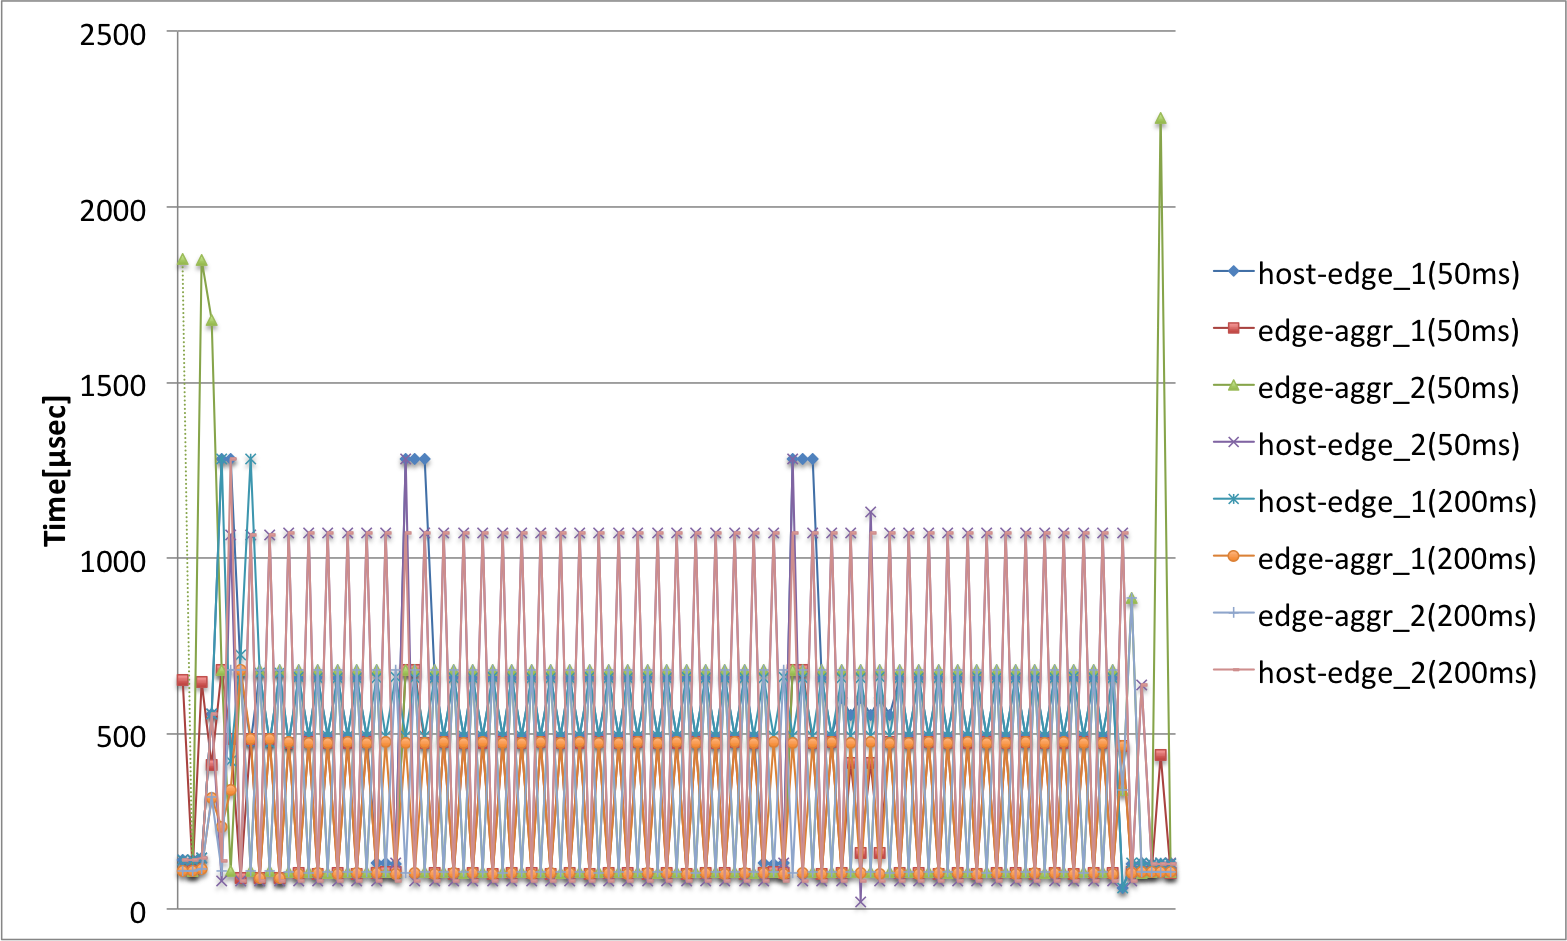 2500
2000
1500
1000
500
0
Time[µsec]
host-edge_1(50ms)
edge-aggr_1(50ms)
edge-aggr_2(50ms)
host-edge_2(50ms)
host-edge_1(200ms)
edge-aggr_1(200ms)
edge-aggr_2(200ms)
host-edge_2(200ms)